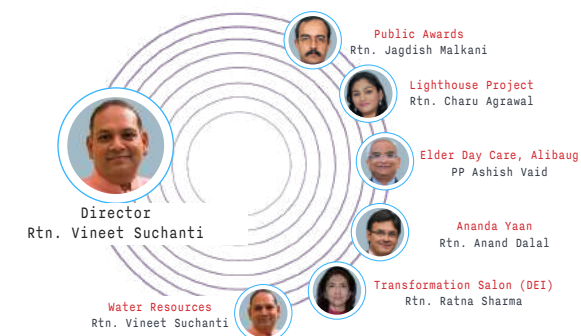 Public Awards
Rtn. Jagdish Malkani
Lighthouse Project
Rtn. Charu Agrawal
Elder Day Care, Alibaug
PP Ashish Vaid
Director
Rtn. Vineet Suchanti
Ananda Yaan
Rtn. Anand Dalal
Transformation Salon (DEI)
Rtn. Ratna Sharma
Water Resources
Rtn. Vineet Suchanti